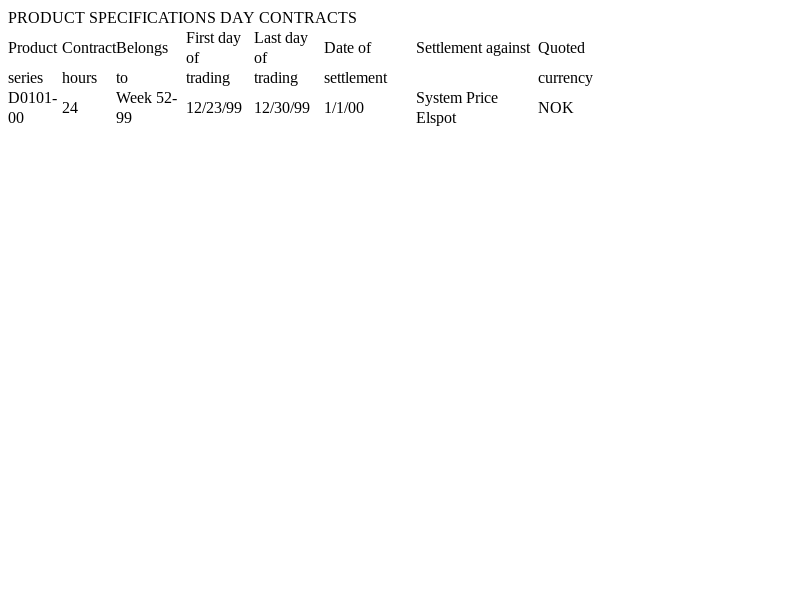 PRODUCT SPECIFICATIONS DAY CONTRACTS
Product Contract Belongs First day of Last day of Date of Settlement against Quoted
series hours to trading trading settlement currency
D0101-00 24 Week 52-99 12/23/99 12/30/99 1/1/00 System Price Elspot NOK